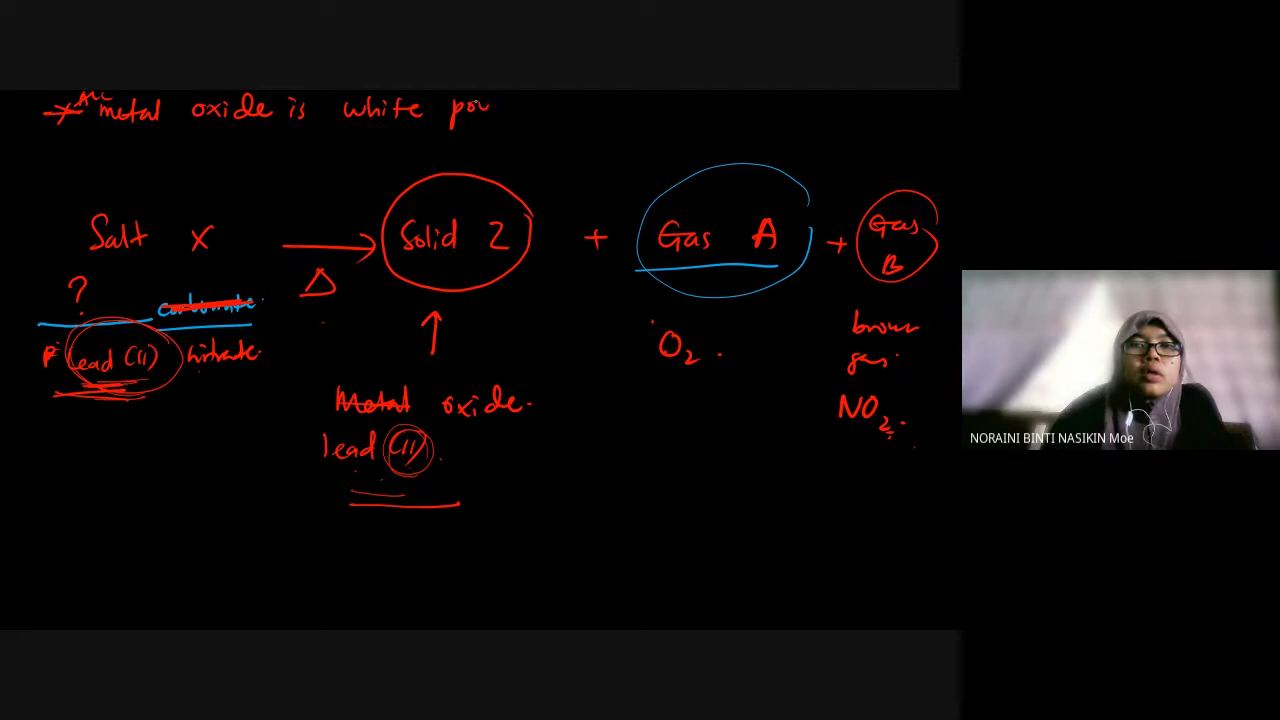 All metal oxide is white pow
Salt X → Solid Z + Gas A + Gas B
Δ
?
carbonate.
lead (II) nitrate.
Metal oxide.
lead (II)
O2.
brown
gas.
NO2.
NORAINI BINTI NASIKIN Moe